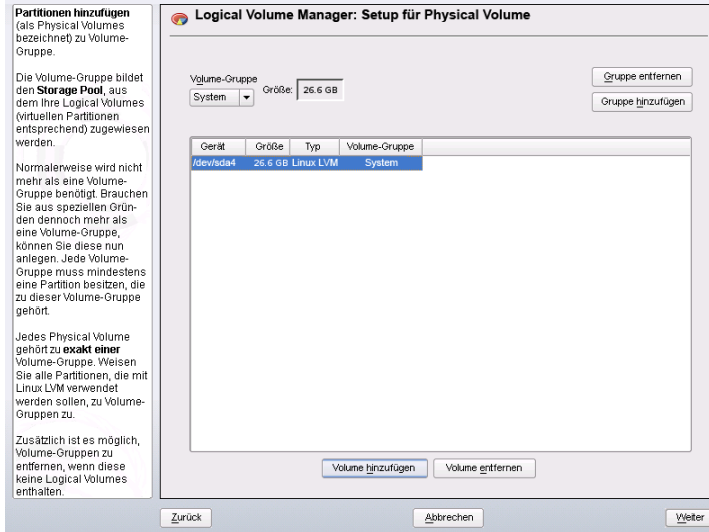 Partitionen hinzufügen
(als Physical Volumes
bezeichnet) zu Volume-
Gruppe.
Die Volume-Gruppe bildet
den Storage Pool, aus
dem Ihre Logical Volumes
(virtuellen Partitionen
entsprechend) zugewiesen
werden.
Normalerweise wird nicht
mehr als eine Volume-
Gruppe benötigt. Brauchen
Sie aus speziellen Grün-
den dennoch mehr als
eine Volume-Gruppe,
können Sie diese nun
anlegen. Jede Volume-
Gruppe muss mindestens
eine Partition besitzen, die
zu dieser Volume-Gruppe
gehört.
Jedes Physical Volume
gehört zu exakt einer
Volume-Gruppe. Weisen
Sie alle Partitionen, die mit
Linux LVM verwendet
werden sollen, zu Volume-
Gruppen zu.
Zusätzlich ist es möglich,
Volume-Gruppen zu
entfernen, wenn diese
keine Logical Volumes
enthalten.
Logical Volume Manager: Setup für Physical Volume
Volume-Gruppe
System
Größe: 26.6 GB
Gruppe entfernen
Gruppe hinzufügen
Gerät Größe Typ Volume-Gruppe
/dev/sda4 26.6 GB Linux LVM System
Volume hinzufügen Volume entfernen
Zurück Abbrechen Weiter